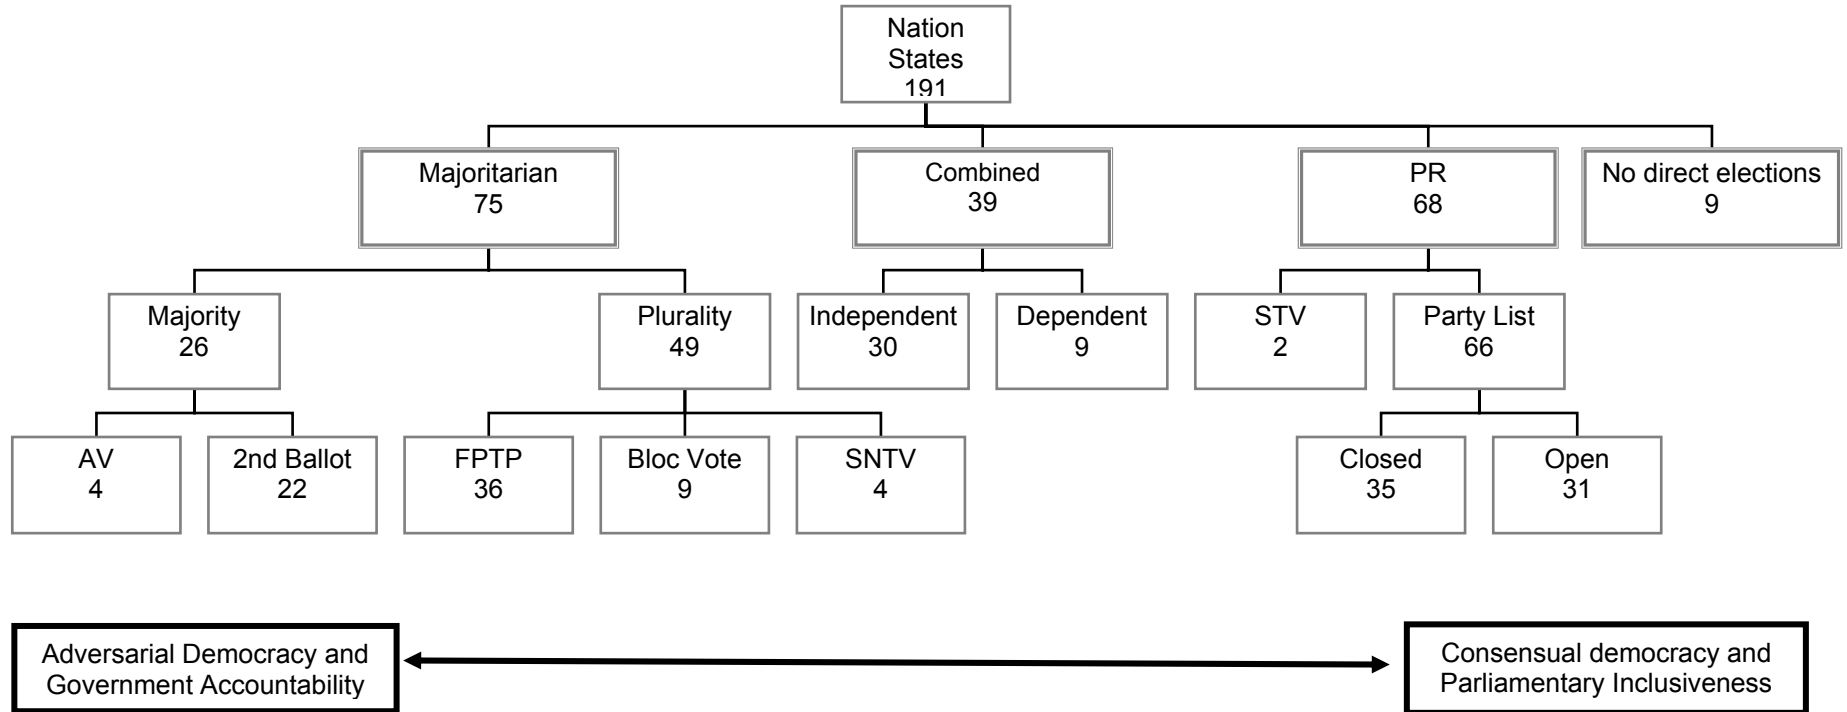 Nation
States
191
Majoritarian
75
Combined
39
PR
68
No direct elections
9
Majority
26
Plurality
49
Independent
30
Dependent
9
STV
2
Party List
66
AV
4
2nd Ballot
22
FPTP
36
Bloc Vote
9
SNTV
4
Closed
35
Open
31
Adversarial Democracy and
Government Accountability
Consensual democracy and
Parliamentary Inclusiveness